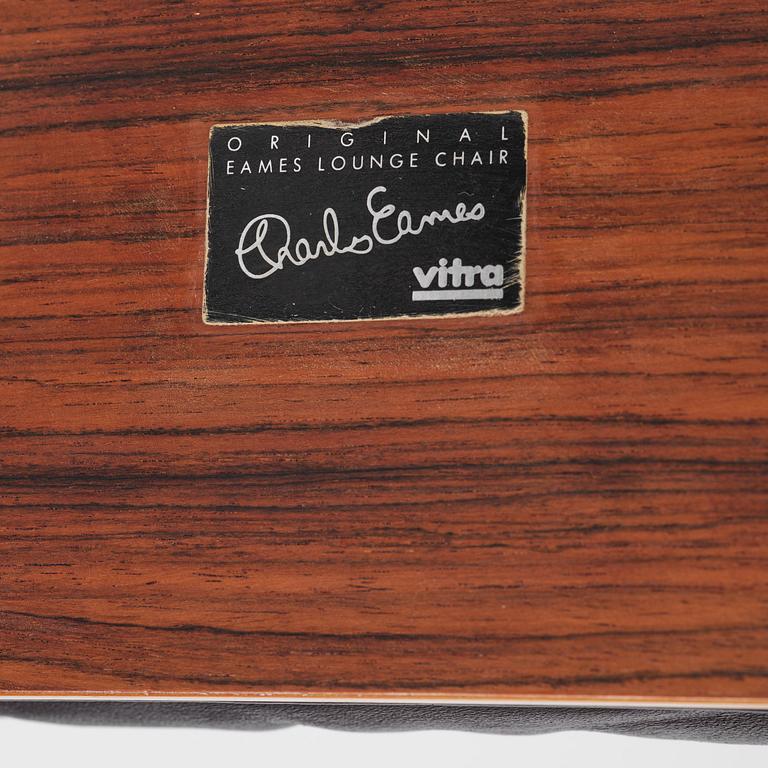 ORIGINAL
EAMES LOUNGE CHAIR
Charles Eames
vitra